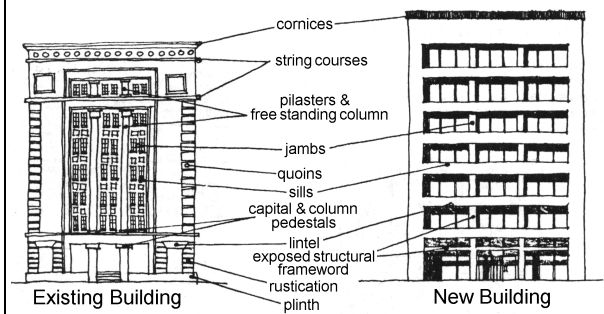 cornices
string courses
pilasters &
free standing column
jambs
quoins
sills
capital & column
pedestals
lintel
exposed structural
frameword
rustication
plinth
Existing Building
New Building